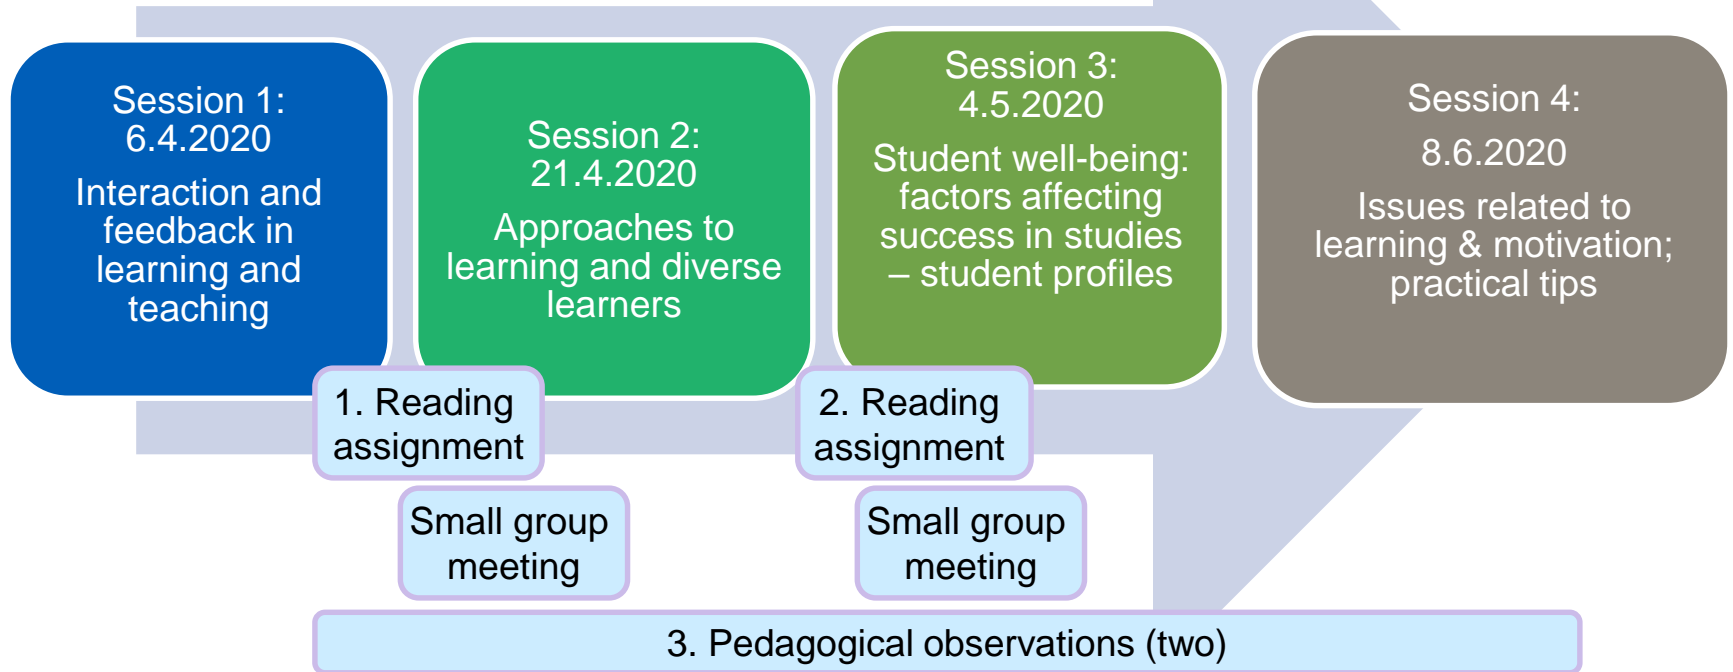 Session 1:
6.4.2020
Interaction and
feedback in
learning and
teaching
Session 2:
21.4.2020
Approaches to
learning and diverse
learners
Session 3:
4.5.2020
Student well-being:
factors affecting
success in studies
– student profiles
Session 4:
8.6.2020
Issues related to
learning & motivation;
practical tips
1. Reading
assignment
2. Reading
assignment
Small group
meeting
Small group
meeting
3. Pedagogical observations (two)